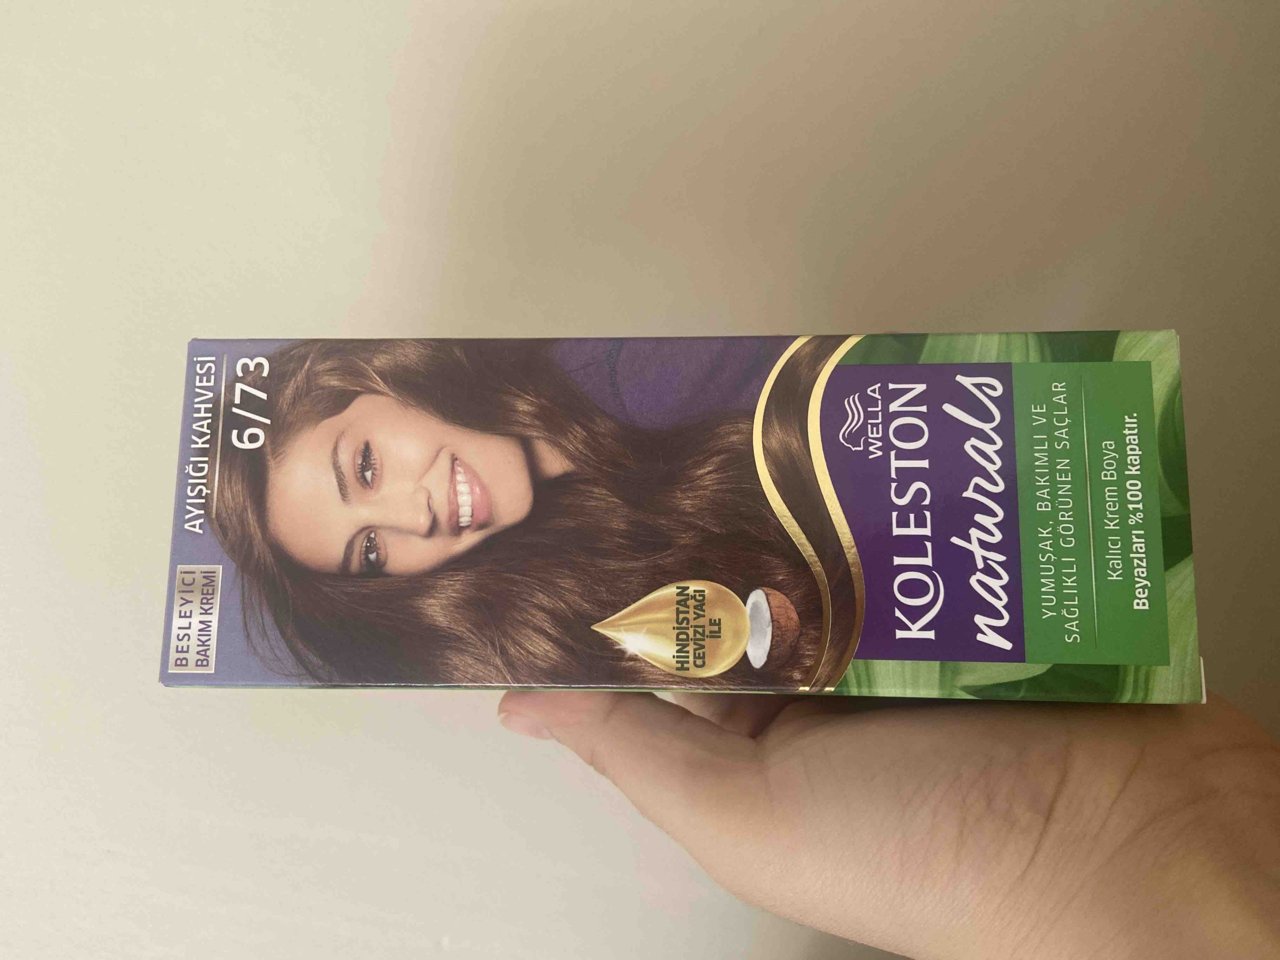 BESLEYİCİ
BAKIM KREMİ
AYIŞIĞI KAHVESİ
6/73
HİNDİSTAN
CEVİZİ YAĞI
İLE
WELLA
KOLESTON
naturals
YUMUŞAK, BAKIMLI VE
SAĞLIKLI GÖRÜNEN SAÇLAR
Kalıcı Krem Boya
Beyazları %100 kapatır.